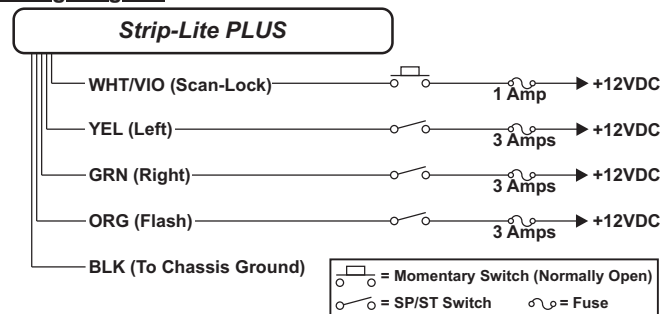 Strip-Lite PLUS
WHT/VIO (Scan-Lock)
1 Amp
+12VDC
YEL (Left)
3 Amps
+12VDC
GRN (Right)
3 Amps
+12VDC
ORG (Flash)
3 Amps
+12VDC
BLK (To Chassis Ground)
= Momentary Switch (Normally Open)
= SP/ST Switch
= Fuse